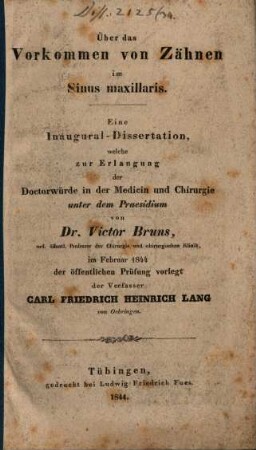 Diss. 2125
Über das
Vorkommen von Zähnen
im
Sinus maxillaris.
Eine
Inaugural-Dissertation,
welche
zur Erlangung
der
Doctorwürde in der Medicin und Chirurgie
unter dem Praesidium
von
Dr. Victor Bruns,
ord. öffentl. Professor der Chirurgie und chirurgischen Klinik,
im Februar 1844
der öffentlichen Prüfung vorlegt
der Verfasser
CARL FRIEDRICH HEINRICH LANG
von Oehringen.
Tübingen,
gedruckt bei Ludwig Friedrich Fues.
1844.